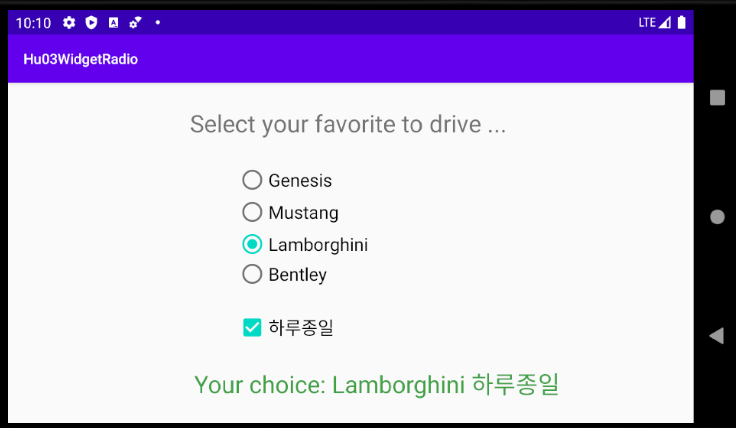 10:10 LTE
Hu03WidgetRadio
Select your favorite to drive ...
Genesis
Mustang
Lamborghini
Bentley
하루종일
Your choice: Lamborghini 하루종일